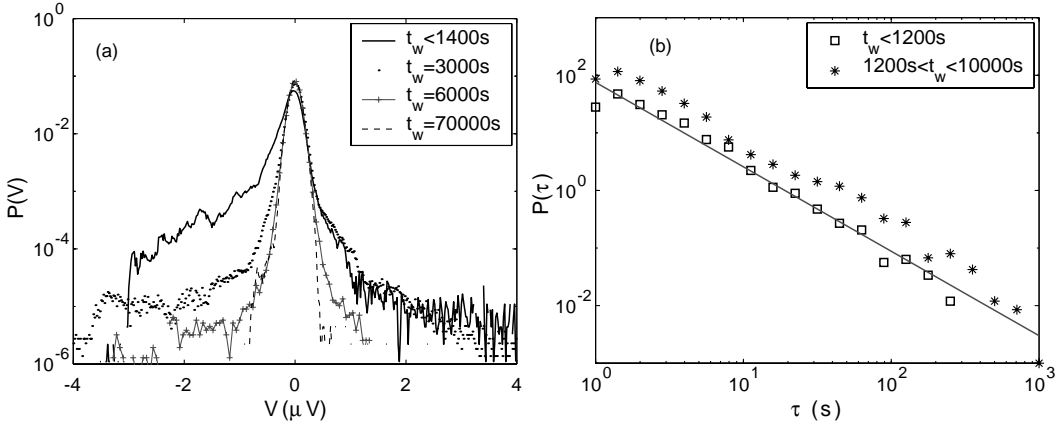 (a)
t_w<1400s
t_w=3000s
t_w=6000s
t_w=70000s
10^0
10^-2
10^-4
10^-6
P(V)
-4 -2 0 2 4
V (μ V)
(b)
t_w<1200s
1200s<t_w<10000s
10^2
10^0
10^-2
P(τ)
10^0 10^1 10^2 10^3
τ (s)